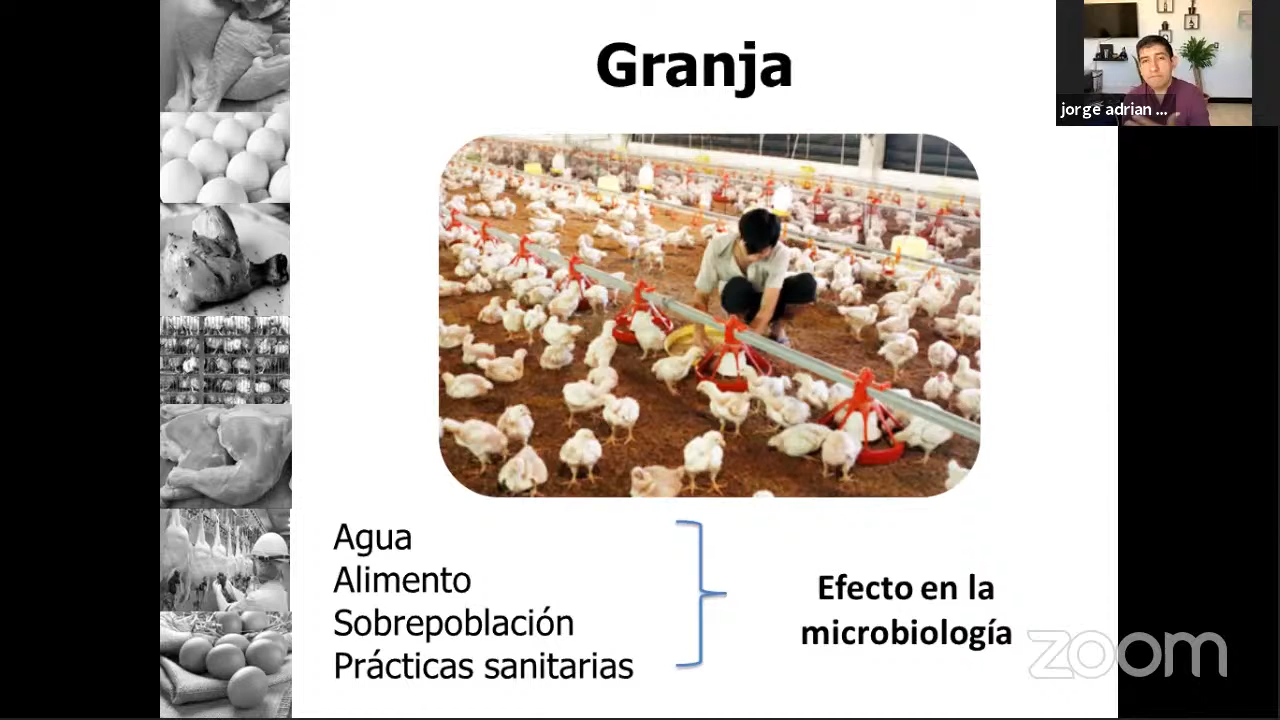 Granja
jorge adrian ...
Agua
Alimento
Sobrepoblación
Prácticas sanitarias
Efecto en la
microbiología
zoom